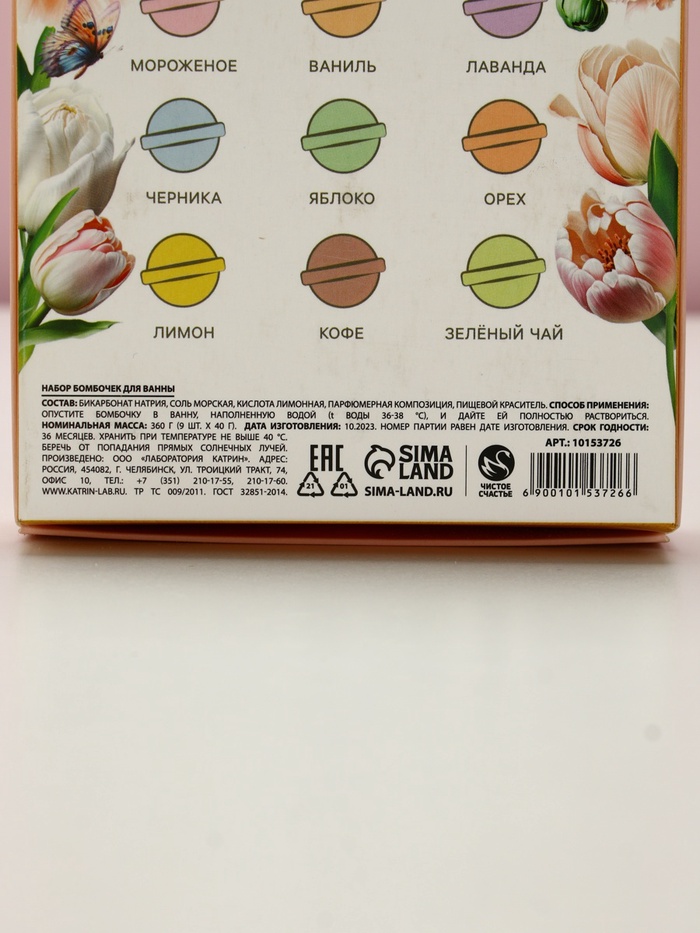 МОРОЖЕНОЕ ВАНИЛЬ ЛАВАНДА
ЧЕРНИКА ЯБЛОКО ОРЕХ
ЛИМОН КОФЕ ЗЕЛЁНЫЙ ЧАЙ
НАБОР БОМБОЧЕК ДЛЯ ВАННЫ
СОСТАВ: БИКАРБОНАТ НАТРИЯ, СОЛЬ МОРСКАЯ, КИСЛОТА ЛИМОННАЯ, ПАРФЮМЕРНАЯ КОМПОЗИЦИЯ, ПИЩЕВОЙ КРАСИТЕЛЬ. СПОСОБ ПРИМЕНЕНИЯ:
ОПУСТИТЕ БОМБОЧКУ В ВАННУ, НАПОЛНЕННУЮ ВОДОЙ (t ВОДЫ 36-38 °С), И ДАЙТЕ ЕЙ ПОЛНОСТЬЮ РАСТВОРИТЬСЯ.
НОМИНАЛЬНАЯ МАССА: 360 Г (9 ШТ. Х 40 Г). ДАТА ИЗГОТОВЛЕНИЯ: 10.2023. НОМЕР ПАРТИИ РАВЕН ДАТЕ ИЗГОТОВЛЕНИЯ. СРОК ГОДНОСТИ:
36 МЕСЯЦЕВ. ХРАНИТЬ ПРИ ТЕМПЕРАТУРЕ НЕ ВЫШЕ 40 °С.
БЕРЕЧЬ ОТ ПОПАДАНИЯ ПРЯМЫХ СОЛНЕЧНЫХ ЛУЧЕЙ.
ПРОИЗВЕДЕНО: ООО «ЛАБОРАТОРИЯ КАТРИН». АДРЕС:
РОССИЯ, 454082, Г. ЧЕЛЯБИНСК, УЛ. ТРОИЦКИЙ ТРАКТ, 74,
ОФИС 10, ТЕЛ.: +7 (351) 210-17-55, 210-17-60.
WWW.KATRIN-LAB.RU. ТР ТС 009/2011. ГОСТ 32851-2014.
EAC
21 01
SIMA
LAND
SIMA-LAND.RU
ЧИСТОЕ
СЧАСТЬЕ
АРТ.: 10153726
6 900101 537266